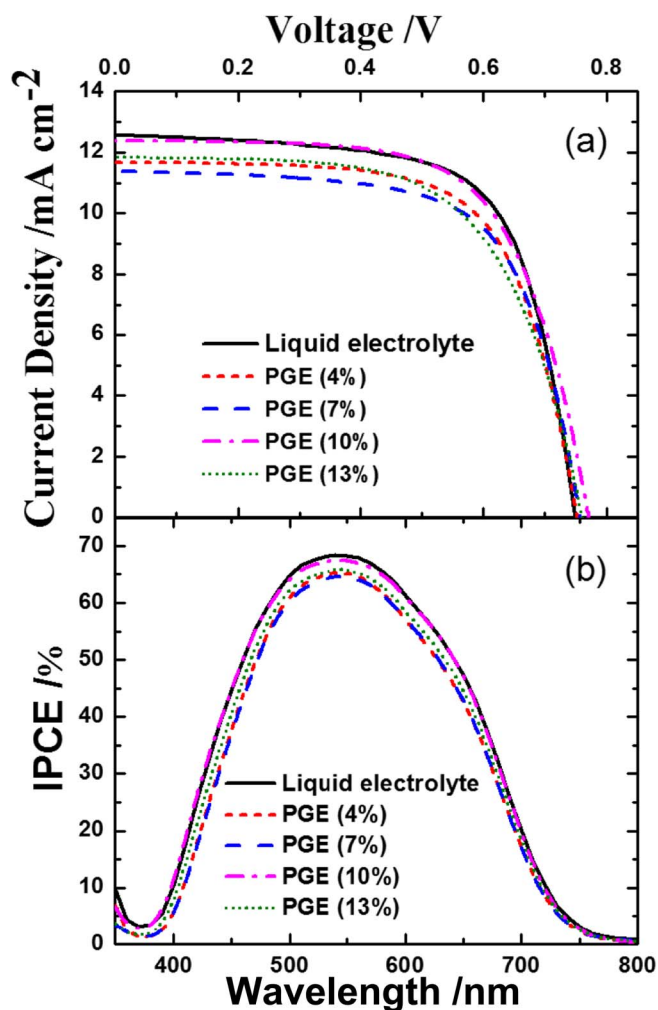 Voltage /V
0.0 0.2 0.4 0.6 0.8
Current Density /mA cm-2
14
12
10
8
6
4
2
0
(a)
Liquid electrolyte
PGE (4%)
PGE (7%)
PGE (10%)
PGE (13%)
IPCE /%
70
60
50
40
30
20
10
0
(b)
Liquid electrolyte
PGE (4%)
PGE (7%)
PGE (10%)
PGE (13%)
400 500 600 700 800
Wavelength /nm